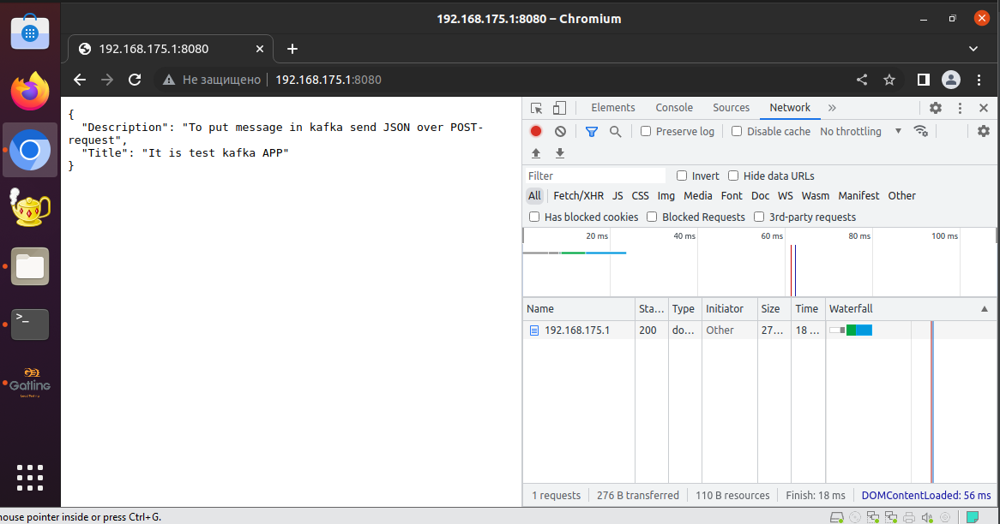 192.168.175.1:8080 – Chromium
192.168.175.1:8080
Не защищено 192.168.175.1:8080
{
"Description": "To put message in kafka send JSON over POST-
request",
"Title": "It is test kafka APP"
}
Elements Console Sources Network
Preserve log Disable cache No throttling
Filter Invert Hide data URLs
All Fetch/XHR JS CSS Img Media Font Doc WS Wasm Manifest Other
Has blocked cookies Blocked Requests 3rd-party requests
20 ms 40 ms 60 ms 80 ms 100 ms
Name Sta... Type Initiator Size Time Waterfall
192.168.175.1 200 do... Other 27... 18 ...
1 requests 276 B transferred 110 B resources Finish: 18 ms DOMContentLoaded: 56 ms
>_
Gatling
ouse pointer inside or press Ctrl+G.